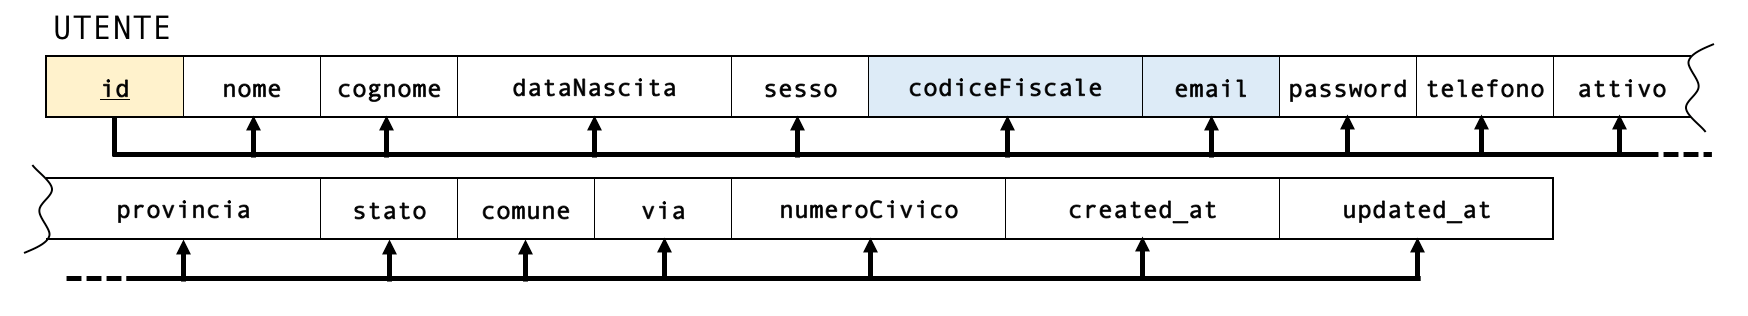 UTENTE
id nome cognome dataNascita sesso codiceFiscale email password telefono attivo
provincia stato comune via numeroCivico created_at updated_at